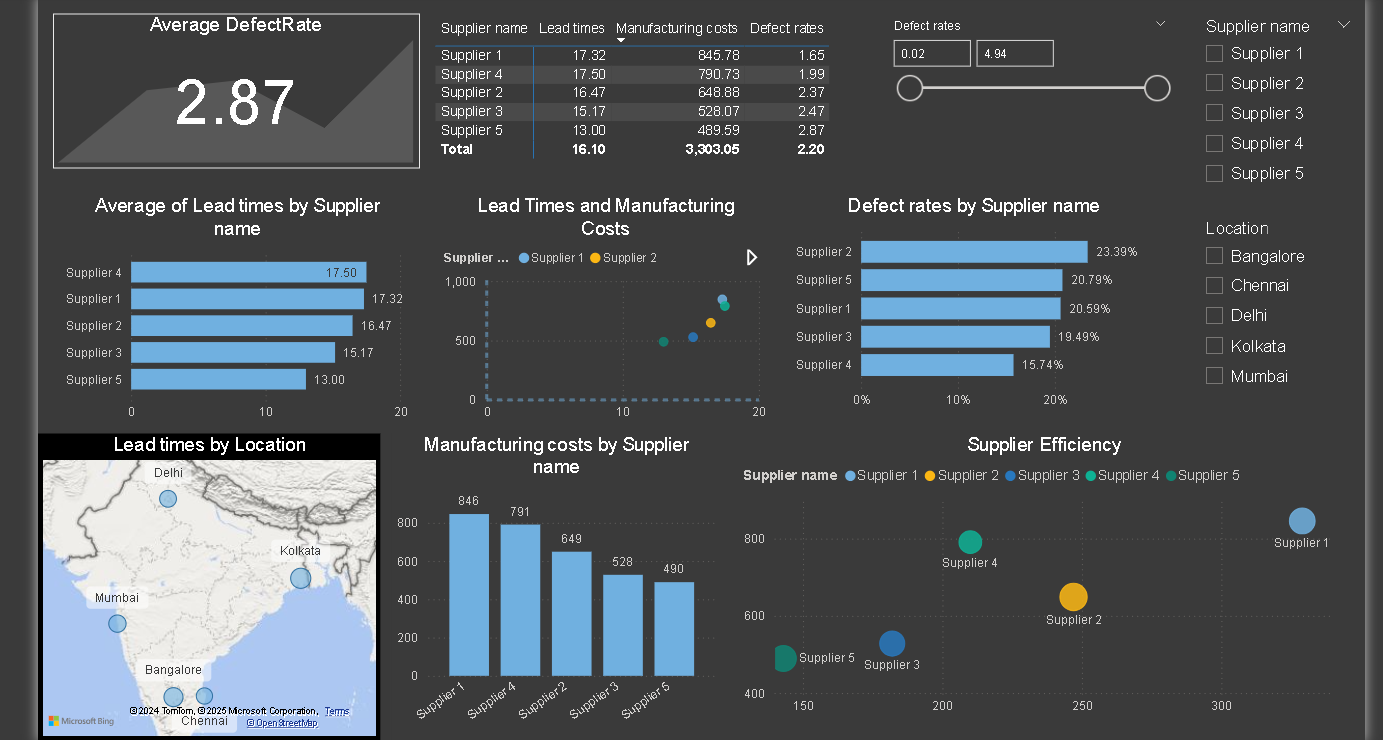 Average DefectRate
2.87
Supplier name Lead times Manufacturing costs Defect rates
Supplier 1 17.32 845.78 1.65
Supplier 4 17.50 790.73 1.99
Supplier 2 16.47 648.88 2.37
Supplier 3 15.17 528.07 2.47
Supplier 5 13.00 489.59 2.87
Total 16.10 3,303.05 2.20
Defect rates
0.02 4.94
Supplier name
Supplier 1
Supplier 2
Supplier 3
Supplier 4
Supplier 5
Average of Lead times by Supplier
name
Supplier 4 17.50
Supplier 1 17.32
Supplier 2 16.47
Supplier 3 15.17
Supplier 5 13.00
0 10 20
Lead Times and Manufacturing
Costs
Supplier ... Supplier 1 Supplier 2
1,000
500
0
0 10 20
Defect rates by Supplier name
Supplier 2 23.39%
Supplier 5 20.79%
Supplier 1 20.59%
Supplier 3 19.49%
Supplier 4 15.74%
0% 10% 20%
Location
Bangalore
Chennai
Delhi
Kolkata
Mumbai
Lead times by Location
Delhi
Kolkata
Mumbai
Bangalore
© 2024 TomTom, © 2025 Microsoft Corporation, Terms
Microsoft Bing
Chennai
© OpenStreetMap
Manufacturing costs by Supplier
name
846
791
649
528
490
800
600
400
200
0
Supplier 1 Supplier 4 Supplier 2 Supplier 3 Supplier 5
Supplier Efficiency
Supplier name Supplier 1 Supplier 2 Supplier 3 Supplier 4 Supplier 5
800
600
400
Supplier 1
Supplier 4
Supplier 2
Supplier 5
Supplier 3
150 200 250 300